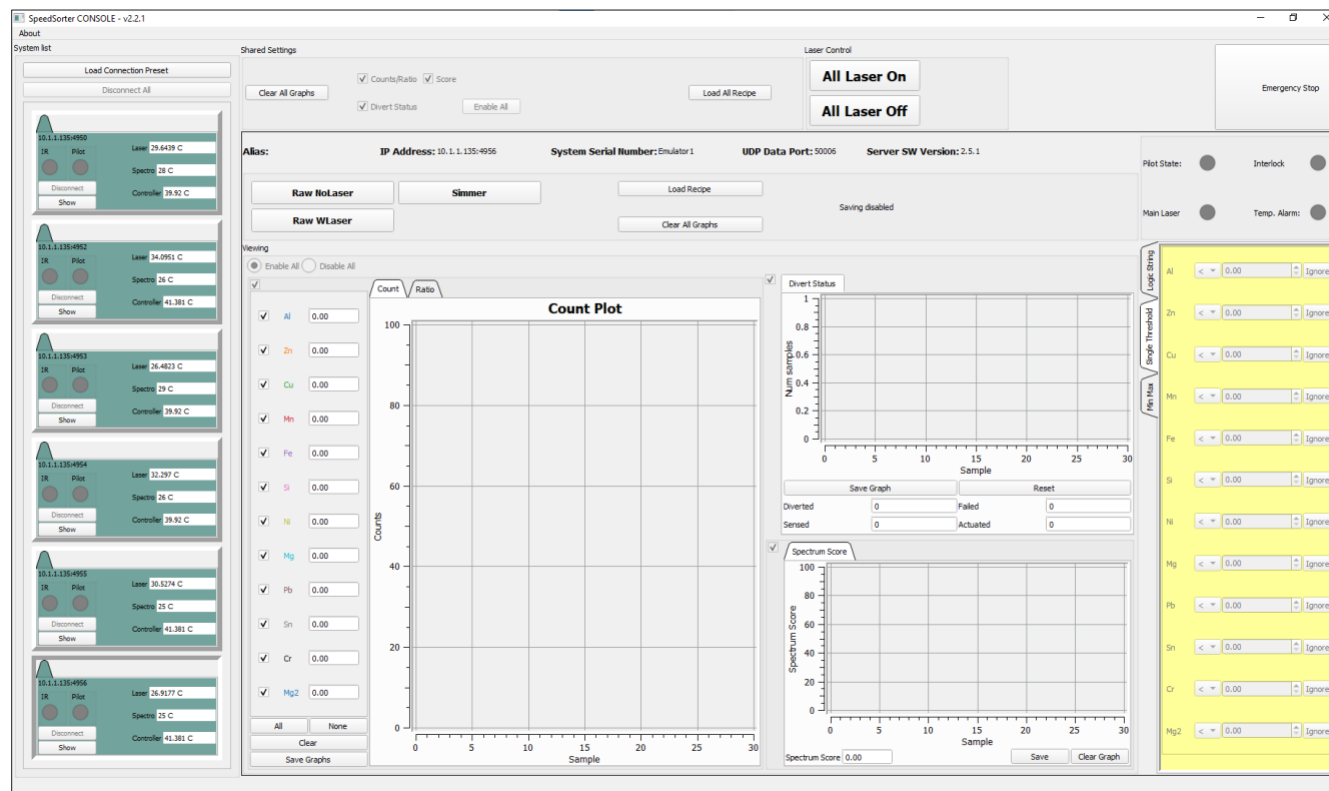 SpeedSorter CONSOLE - v2.2.1
About
System list
Load Connection Preset
Disconnect All
10.1.1.135:4950
IR Pilot
Laser 29.6439 C
Spectro 28 C
Controller 39.92 C
Disconnect
Show
10.1.1.135:4952
IR Pilot
Laser 34.0951 C
Spectro 26 C
Controller 41.381 C
Disconnect
Show
10.1.1.135:4953
IR Pilot
Laser 26.4823 C
Spectro 29 C
Controller 39.92 C
Disconnect
Show
10.1.1.135:4954
IR Pilot
Laser 32.297 C
Spectro 26 C
Controller 39.92 C
Disconnect
Show
10.1.1.135:4955
IR Pilot
Laser 30.5274 C
Spectro 25 C
Controller 41.381 C
Disconnect
Show
10.1.1.135:4956
IR Pilot
Laser 26.9177 C
Spectro 25 C
Controller 41.381 C
Disconnect
Show
Shared Settings
Clear All Graphs
Counts/Ratio Score
Divert Status Enable All
Load All Recipe
Laser Control
All Laser On
All Laser Off
Emergency Stop
Alias: IP Address: 10.1.1.135:4956 System Serial Number: Emulator1 UDP Data Port: 50006 Server SW Version: 2.5.1
Raw NoLaser Simmer Load Recipe
Raw WLaser Clear All Graphs
Saving disabled
Pilot State: Interlock
Main Laser Temp. Alarm:
Viewing
Enable All Disable All
Al 0.00
Zn 0.00
Cu 0.00
Mn 0.00
Fe 0.00
Si 0.00
Ni 0.00
Mg 0.00
Pb 0.00
Sn 0.00
Cr 0.00
Mg2 0.00
All None
Clear
Save Graphs
Count Ratio
Count Plot
100
80
60
40
20
0
Counts
0 5 10 15 20 25 30
Sample
Divert Status
1
0.8
0.6
0.4
0.2
0
Num samples
0 5 10 15 20 25 30
Sample
Save Graph Reset
Diverted 0 Failed 0
Sensed 0 Actuated 0
Spectrum Score
100
80
60
40
20
0
Spectrum Score
0 5 10 15 20 25 30
Sample
Spectrum Score 0.00 Save Clear Graph
Logic String
Single Threshold
Min Max
Al < 0.00 Ignore
Zn < 0.00 Ignore
Cu < 0.00 Ignore
Mn < 0.00 Ignore
Fe < 0.00 Ignore
Si < 0.00 Ignore
Ni < 0.00 Ignore
Mg < 0.00 Ignore
Pb < 0.00 Ignore
Sn < 0.00 Ignore
Cr < 0.00 Ignore
Mg2 < 0.00 Ignore